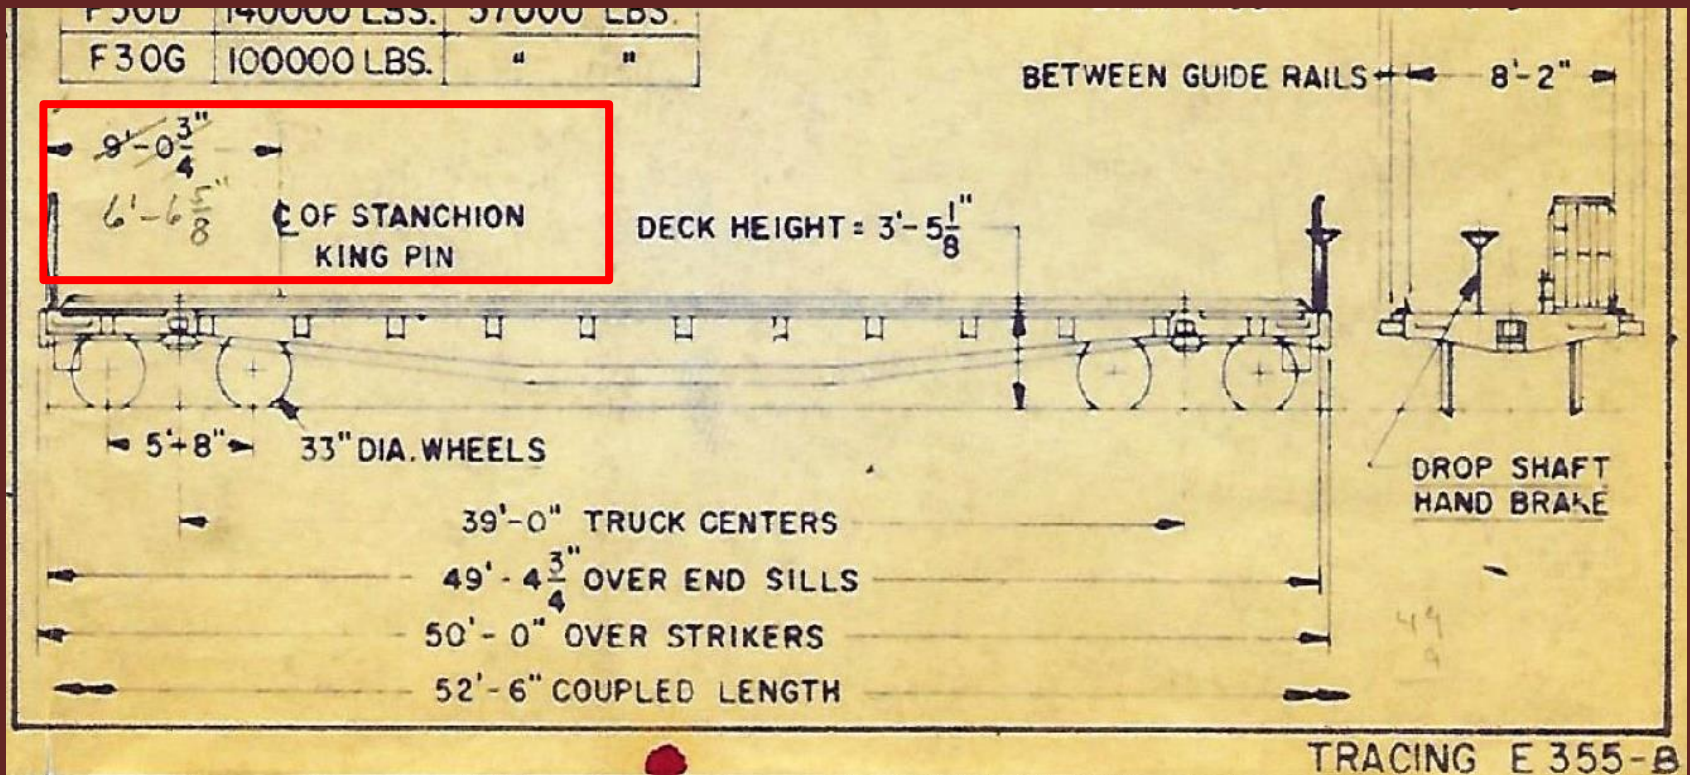 F30D 140000 LBS. 57000 LBS.
F30G 100000 LBS. " "
BETWEEN GUIDE RAILS 8'-2"
9'-0 3/4"
6'-6 5/8"
℄ OF STANCHION
KING PIN
DECK HEIGHT = 3'-5 1/8"
5'-8" 33" DIA. WHEELS
DROP SHAFT
HAND BRAKE
39'-0" TRUCK CENTERS
49'-4 3/4" OVER END SILLS
50'-0" OVER STRIKERS
49
9
52'-6" COUPLED LENGTH
TRACING E 355-B